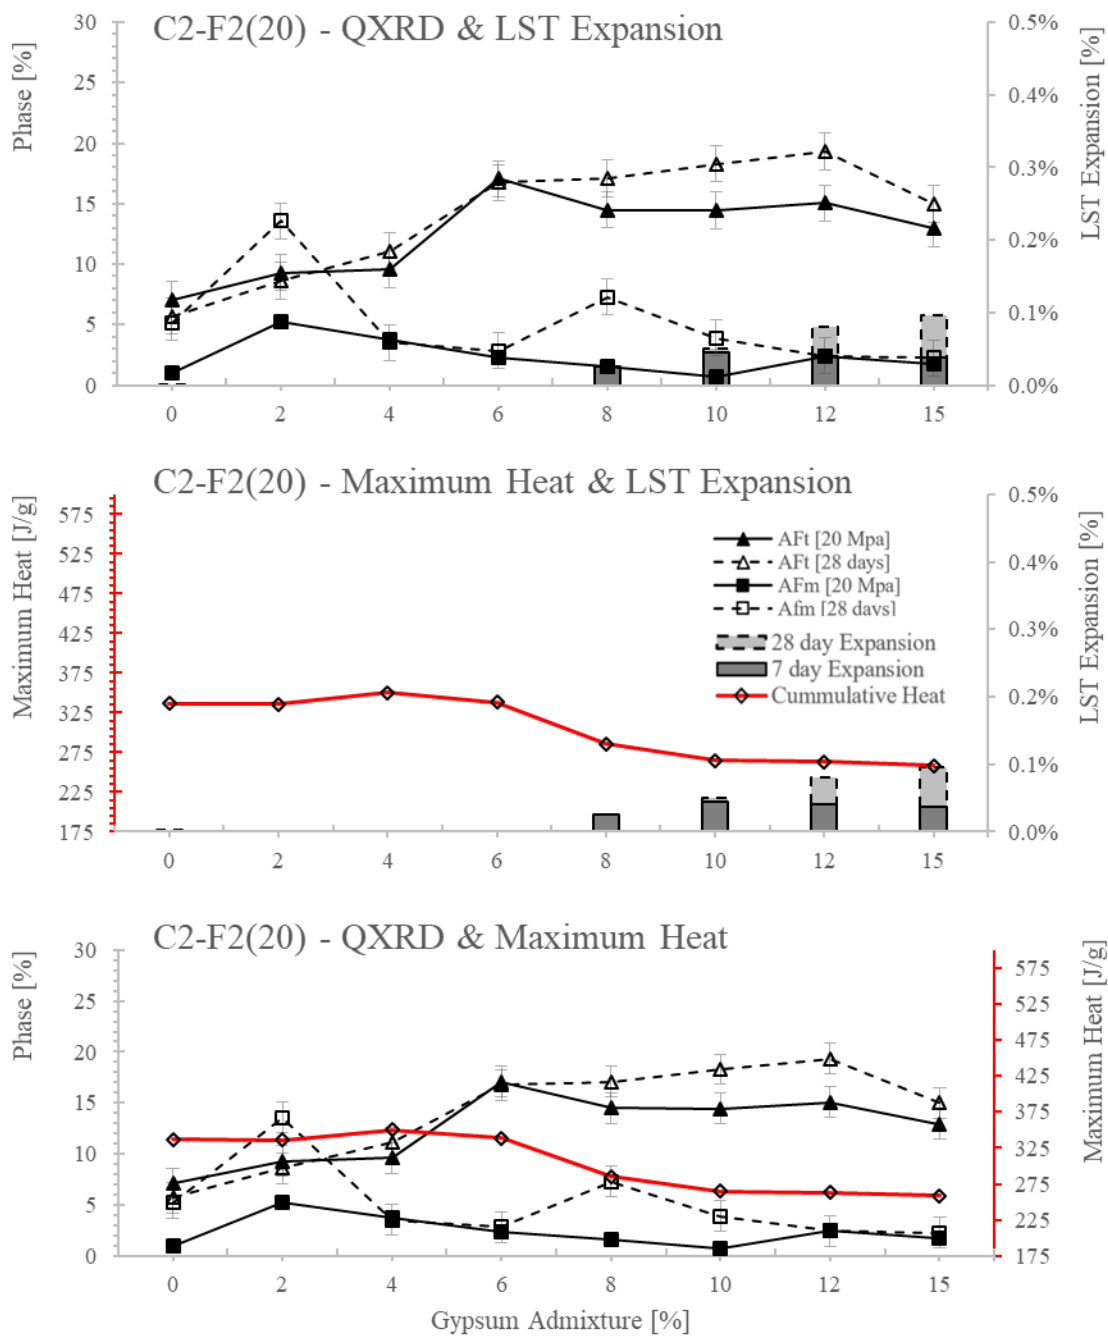 C2-F2(20) - QXRD & LST Expansion
Phase [%]
30
25
20
15
10
5
0
0.5%
0.4%
0.3%
0.2%
0.1%
0.0%
LST Expansion [%]
0 2 4 6 8 10 12 15
C2-F2(20) - Maximum Heat & LST Expansion
Maximum Heat [J/g]
575
525
475
425
375
325
275
225
175
AFt [20 Mpa]
AFt [28 days]
AFm [20 Mpa]
Afm [28 days]
28 day Expansion
7 day Expansion
Cummulative Heat
0.5%
0.4%
0.3%
0.2%
0.1%
0.0%
LST Expansion [%]
0 2 4 6 8 10 12 15
C2-F2(20) - QXRD & Maximum Heat
Phase [%]
30
25
20
15
10
5
0
575
525
475
425
375
325
275
225
175
Maximum Heat [J/g]
0 2 4 6 8 10 12 15
Gypsum Admixture [%]